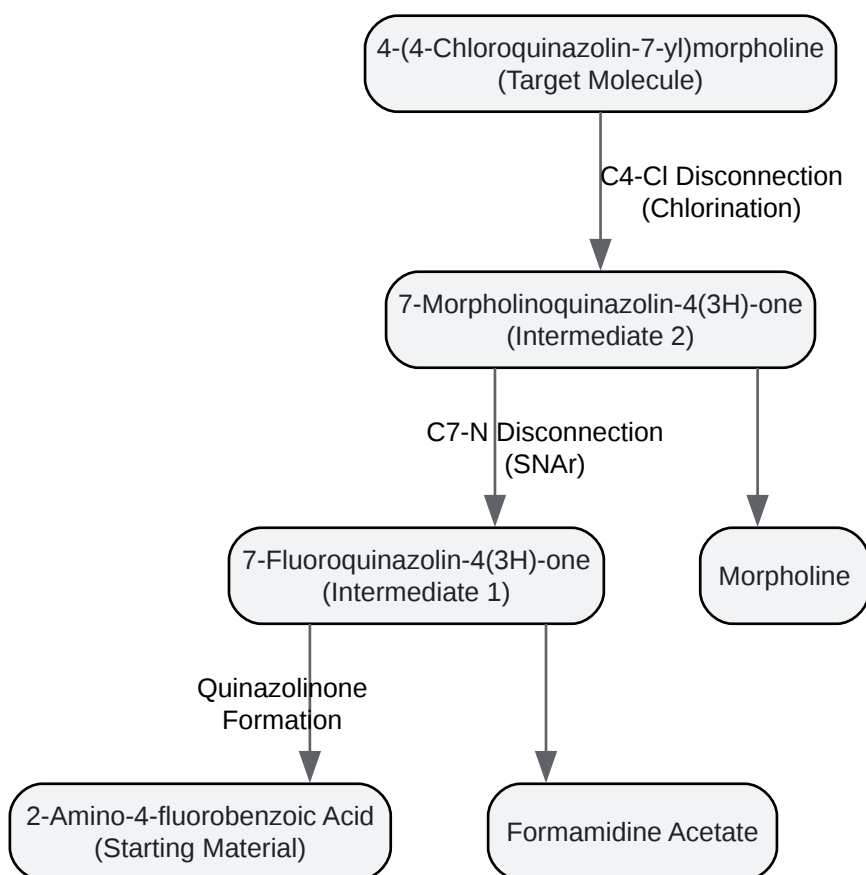 4-(4-Chloroquinazolin-7-yl)morpholine
(Target Molecule)
C4-Cl Disconnection
(Chlorination)
7-Morpholinoquinazolin-4(3H)-one
(Intermediate 2)
C7-N Disconnection
(SNAr)
7-Fluoroquinazolin-4(3H)-one
(Intermediate 1)
Morpholine
Quinazolinone
Formation
2-Amino-4-fluorobenzoic Acid
(Starting Material)
Formamidine Acetate